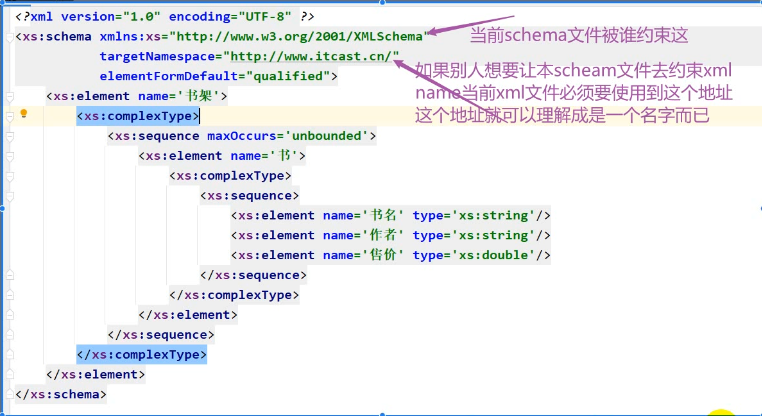 <?xml version="1.0" encoding="UTF-8" ?>
<xs:schema xmlns:xs="http://www.w3.org/2001/XMLSchema"
当前schema文件被谁约束这
targetNamespace="http://www.itcast.cn/"
elementFormDefault="qualified">
如果别人想要让本scheam文件去约束xml
name当前xml文件必须要使用到这个地址
这个地址就可以理解成是一个名字而已
<xs:element name='书架'>
<xs:complexType>
<xs:sequence maxOccurs='unbounded'>
<xs:element name='书'>
<xs:complexType>
<xs:sequence>
<xs:element name='书名' type='xs:string'/>
<xs:element name='作者' type='xs:string'/>
<xs:element name='售价' type='xs:double'/>
</xs:sequence>
</xs:complexType>
</xs:element>
</xs:sequence>
</xs:complexType>
</xs:element>
</xs:schema>